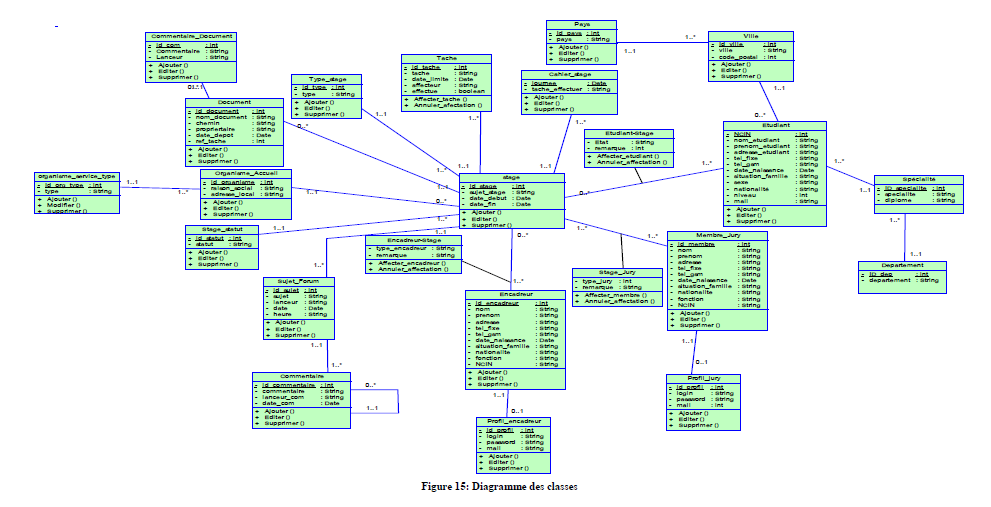 Commentaire_Document
- id_com : int
- Commentaire : String
- Lanceur : String
+ Ajouter ()
+ Editer ()
+ Supprimer ()
0..*
1..1
Document
- id_document : int
- nom_document : String
- chemin : String
- proprietaire : String
- date_depot : Date
- ref_tache : int
+ Ajouter ()
+ Editer ()
+ Supprimer ()
0..*
Type_stage
- id_type : int
- type : String
+ Ajouter ()
+ Editer ()
+ Supprimer ()
1..1
Tache
- id_tache : int
- tache : String
- date_limite : Date
- effecteur : String
- effectue : boolean
+ Affecter_tache ()
+ Annuler_afectation ()
1..*
Pays
- id_pays : int
- pays : String
+ Ajouter ()
+ Editer ()
+ Supprimer ()
1..1
1..*
Ville
- id_ville : int
- ville : String
- code_postal : int
+ Ajouter ()
+ Editer ()
+ Supprimer ()
1..1
0..*
Cahier_stage
- journee : Date
- tache_effectuer : String
+ Ajouter ()
+ Editer ()
+ Supprimer ()
1..*
Etudiant-Stage
- Etat : String
- remarque : int
+ Affecter_etudiant ()
+ Annuler_affectation ()
Etudiant
- NCIN : int
- nom_etudiant : String
- prenom_etudiant : String
- adresse_etudiant : String
- tel_fixe : String
- tel_gsm : String
- date_naissance : Date
- situation_famille : String
- nationalité : String
- niveau : int
- mail : String
+ Ajouter ()
+ Editer ()
+ Supprimer ()
1..*
0..*
1..*
1..1
Spécialité
- ID_specialite : int
- specialite : String
- diplome : String
1..*
1..1
Departement
- ID_dep : int
- departement : String
organisme_service_type
- id_org_type : int
- type : String
+ Ajouter ()
+ Modifier ()
+ Supprimer ()
1..1
1..*
Organisme_Accueil
- id_organisme : int
- raison_social : String
- adresse_local : String
+ Ajouter ()
+ Editer ()
+ Supprimer ()
1..1
0..*
stage
- id_stage : int
- sujet_stage : String
- date_debut : Date
- date_fin : Date
+ Ajouter ()
+ Editer ()
+ Supprimer ()
1..1
1..1
1..1
1..*
Stage_statut
- id_statut : int
- statut : String
+ Ajouter ()
+ Editer ()
+ Supprimer ()
1..1
1..*
1..1
Encadreur-Stage
- type_encadreur : String
- remarque : String
+ Affecter_encadreur ()
+ Annuler_affectation ()
0..*
1..*
Stage_Jury
- type_jury : int
- remarque : String
+ Affecter_membre ()
+ Annuler_affectation ()
1..*
1..*
Membre_Jury
- id_membre : int
- nom : String
- prenom : String
- adresse : String
- tel_fixe : String
- tel_gsm : String
- date_naissance : Date
- situation_famille : String
- nationalite : String
- fonction : String
- NCIN : String
+ Ajouter ()
+ Editer ()
+ Supprimer ()
1..1
0..1
Profil_jury
- id_profil : int
- login : String
- password : String
- mail : int
+ Ajouter ()
+ Editer ()
+ Supprimer ()
1..*
Sujet_Forum
- id_sujet : int
- sujet : String
- lanceur : String
- date : Date
- heure : String
+ Ajouter ()
+ Editer ()
+ Supprimer ()
1..1
1..*
Commentaire
- id_commentaire : int
- commentaire : String
- lanceur_com : String
- date_com : Date
+ Ajouter ()
+ Editer ()
+ Supprimer ()
0..*
1..1
Encadreur
- id_encadreur : int
- nom : String
- prenom : String
- adresse : String
- tel_fixe : String
- tel_gsm : String
- date_naissance : Date
- situation_famille : String
- nationalite : String
- fonction : String
- NCIN : String
+ Ajouter ()
+ Editer ()
+ Supprimer ()
1..1
0..1
Profil_encadreur
- id_profil : int
- login : String
- password : String
- mail : String
+ Ajouter ()
+ Editer ()
+ Supprimer ()
Figure 15: Diagramme des classes